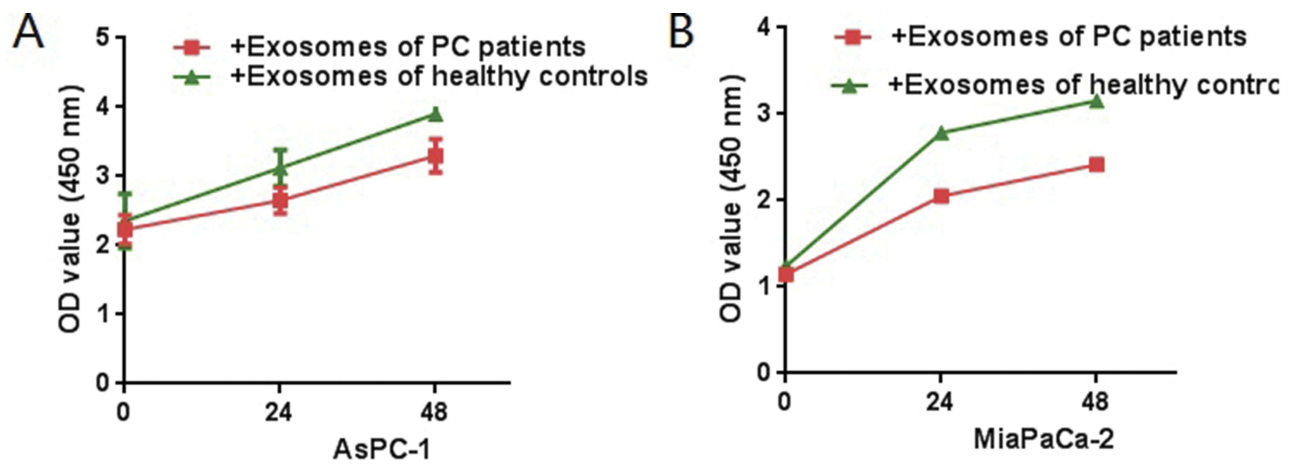 A
+Exosomes of PC patients
+Exosomes of healthy controls
OD value (450 nm)
5
4
3
2
1
0
0 24 48
AsPC-1
B
+Exosomes of PC patients
+Exosomes of healthy contrc
OD value (450 nm)
4
3
2
1
0
0 24 48
MiaPaCa-2